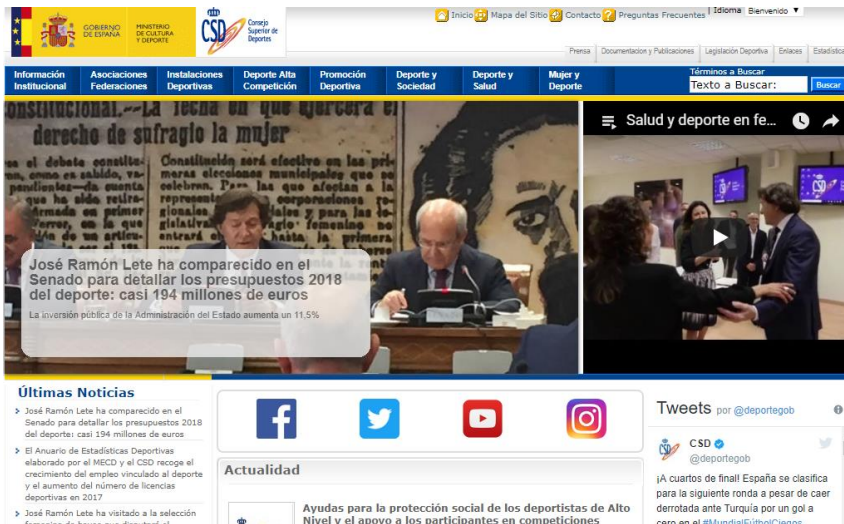 GOBIERNO
DE ESPAÑA
MINISTERIO
DE CULTURA
Y DEPORTE
CSD
Consejo
Superior de
Deportes
Inicio Mapa del Sitio Contacto Preguntas Frecuentes Idioma Bienvenido
Prensa Documentacion y Publicaciones Legislación Deportiva Enlaces Estadística
Información
Institucional
Asociaciones
Federaciones
Instalaciones
Deportivas
Deporte Alta
Competición
Promoción
Deportiva
Deporte y
Sociedad
Deporte y
Salud
Mujer y
Deporte
Términos a Buscar
Texto a Buscar: Buscar
derecho de sufragio la mujer
José Ramón Lete ha comparecido en el
Senado para detallar los presupuestos 2018
del deporte: casi 194 millones de euros
La inversión pública de la Administración del Estado aumenta un 11,5%
Salud y deporte en fe...
CSD
Últimas Noticias
José Ramón Lete ha comparecido en el
Senado para detallar los presupuestos 2018
del deporte: casi 194 millones de euros
El Anuario de Estadísticas Deportivas
elaborado por el MECD y el CSD recoge el
crecimiento del empleo vinculado al deporte
y el aumento del número de licencias
deportivas en 2017
José Ramón Lete ha visitado a la selección
Actualidad
Ayudas para la protección social de los deportistas de Alto
Nivel y el apoyo a los participantes en competiciones
Tweets por @deportegob
CSD
@deportegob
¡A cuartos de final! España se clasifica
para la siguiente ronda a pesar de caer
derrotada ante Turquía por un gol a
cero en el #MundialFútbolCiegos